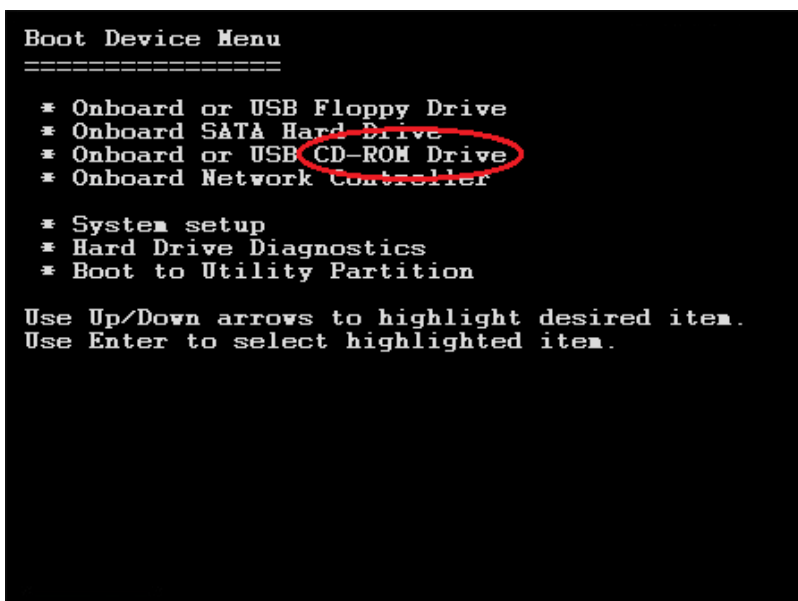 Boot Device Menu
================
* Onboard or USB Floppy Drive
* Onboard SATA Hard Drive
* Onboard or USB CD-ROM Drive
* Onboard Network Controller
* System setup
* Hard Drive Diagnostics
* Boot to Utility Partition
Use Up/Down arrows to highlight desired item.
Use Enter to select highlighted item.